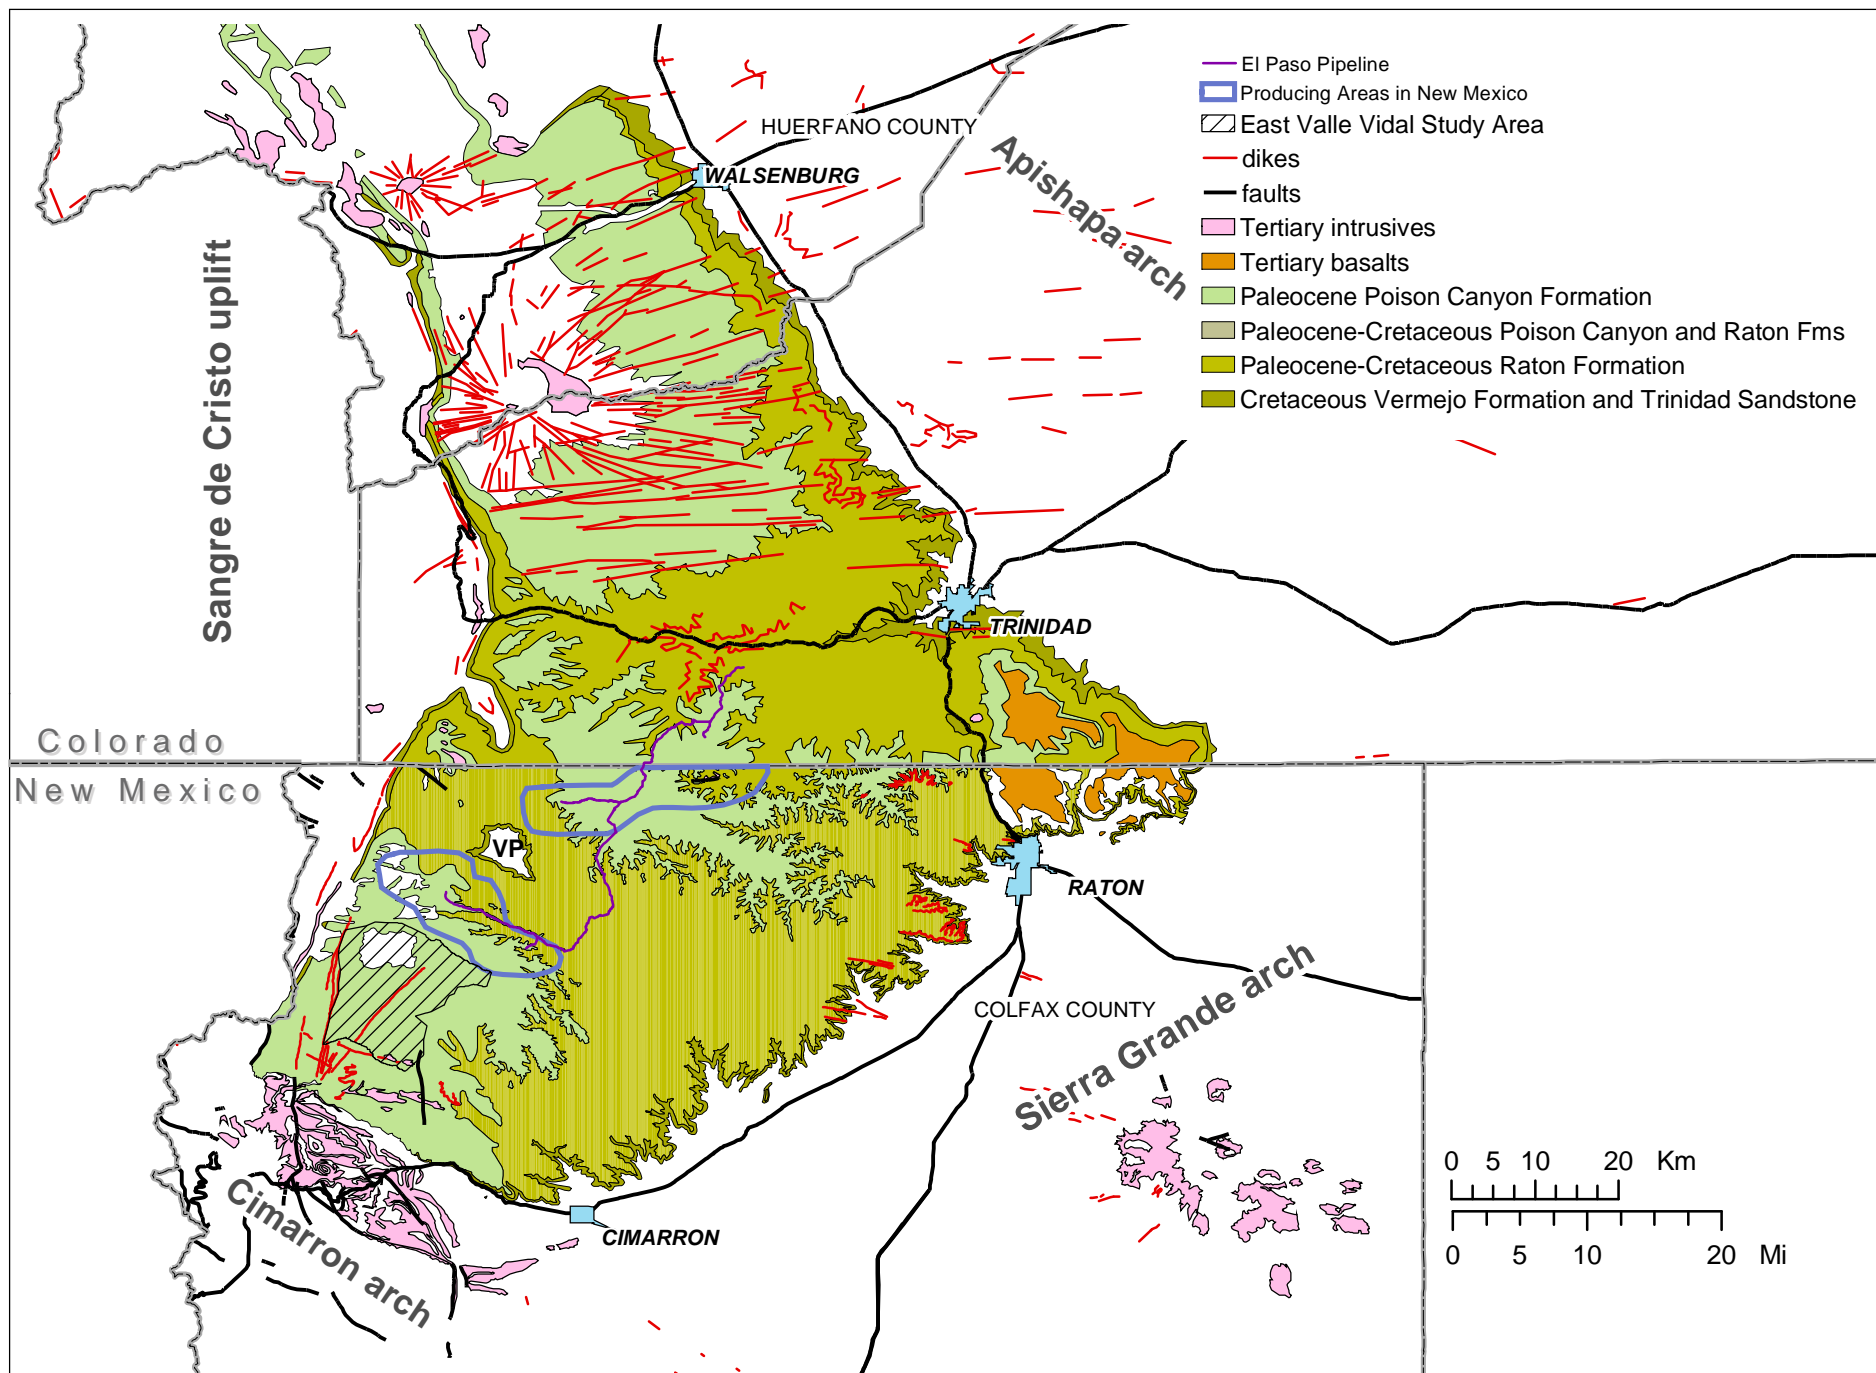 El Paso Pipeline
Producing Areas in New Mexico
East Valle Vidal Study Area
dikes
faults
Tertiary intrusives
Tertiary basalts
Paleocene Poison Canyon Formation
Paleocene-Cretaceous Poison Canyon and Raton Fms
Paleocene-Cretaceous Raton Formation
Cretaceous Vermejo Formation and Trinidad Sandstone
HUERFANO COUNTY
WALSENBURG
Apishapa arch
Sangre de Cristo uplift
TRINIDAD
Colorado
New Mexico
VP
RATON
COLFAX COUNTY
Sierra Grande arch
Cimarron arch
CIMARRON
0 5 10 20 Km
0 5 10 20 Mi